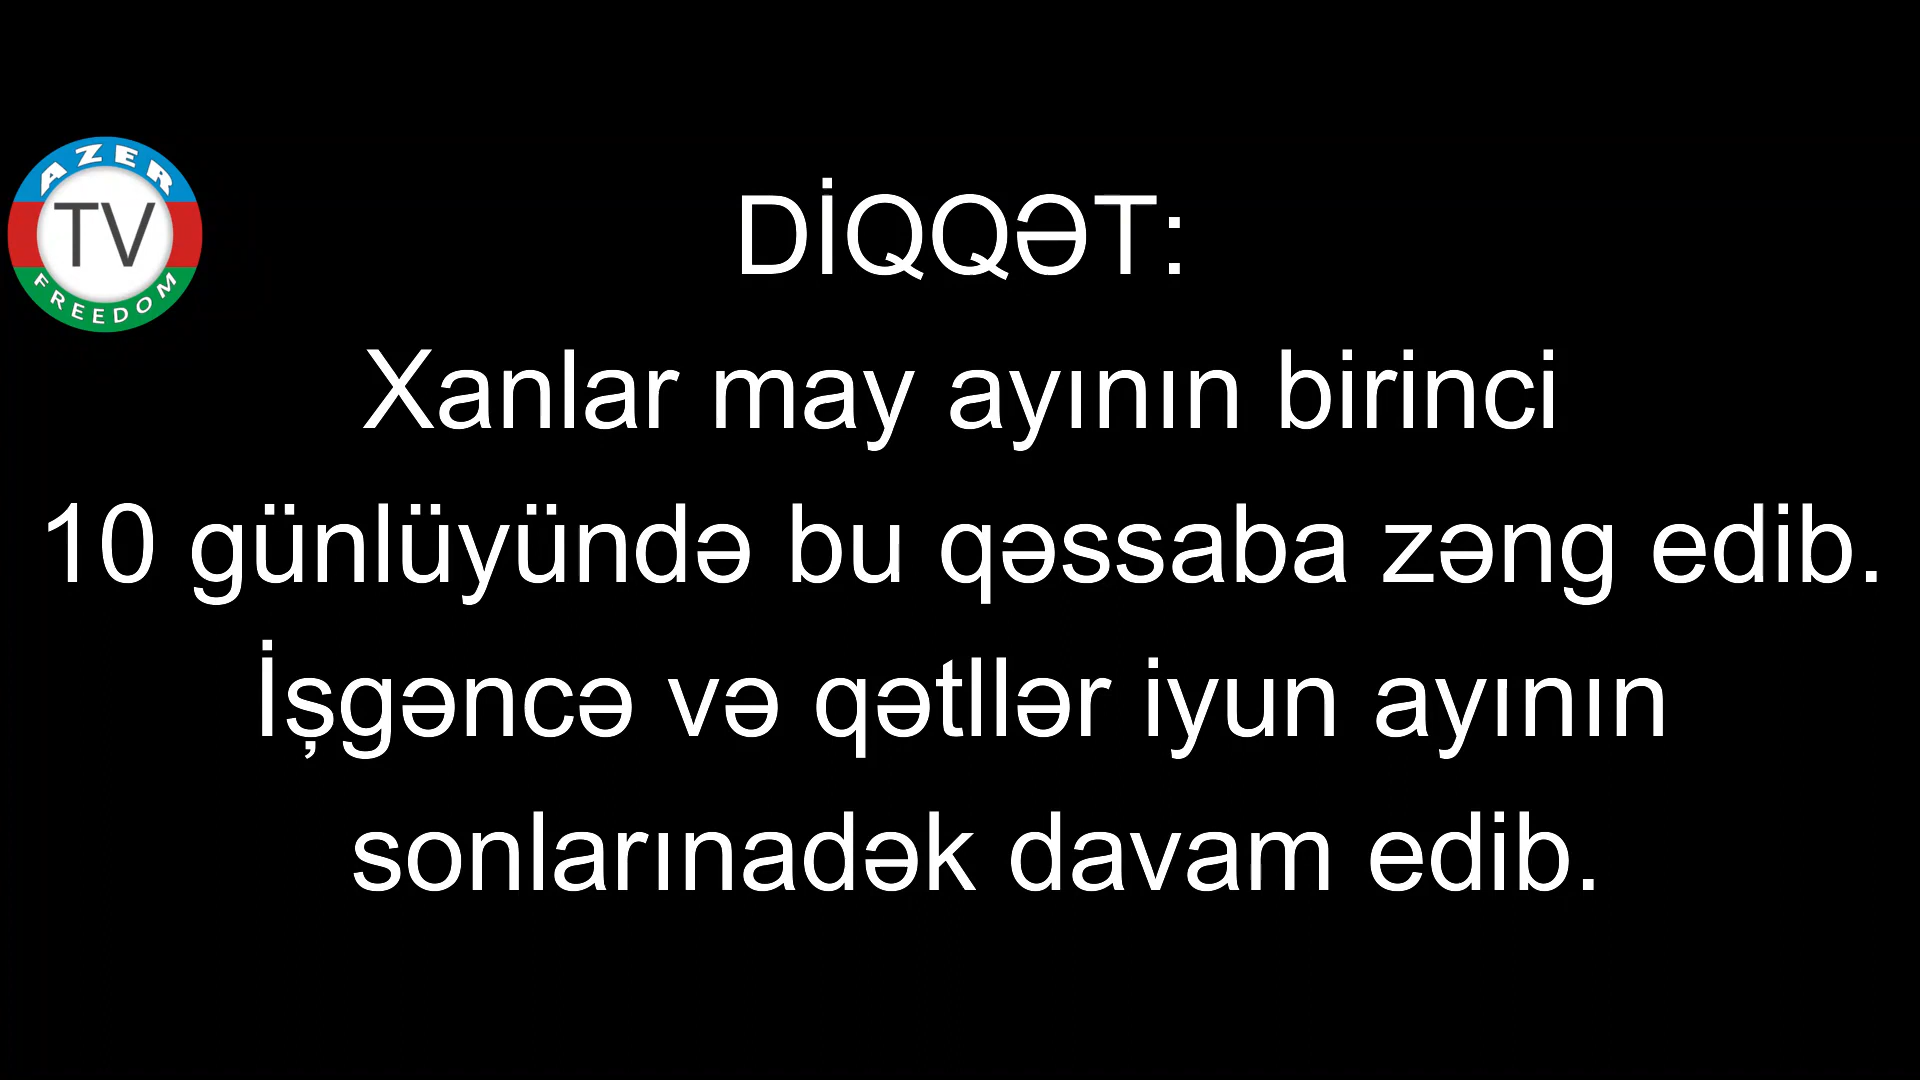 AZER
TV
FREEDOM
DİQQƏT:
Xanlar may ayının birinci
10 günlüyündə bu qəssaba zəng edib.
İşgəncə və qətllər iyun ayının
sonlarınadək davam edib.